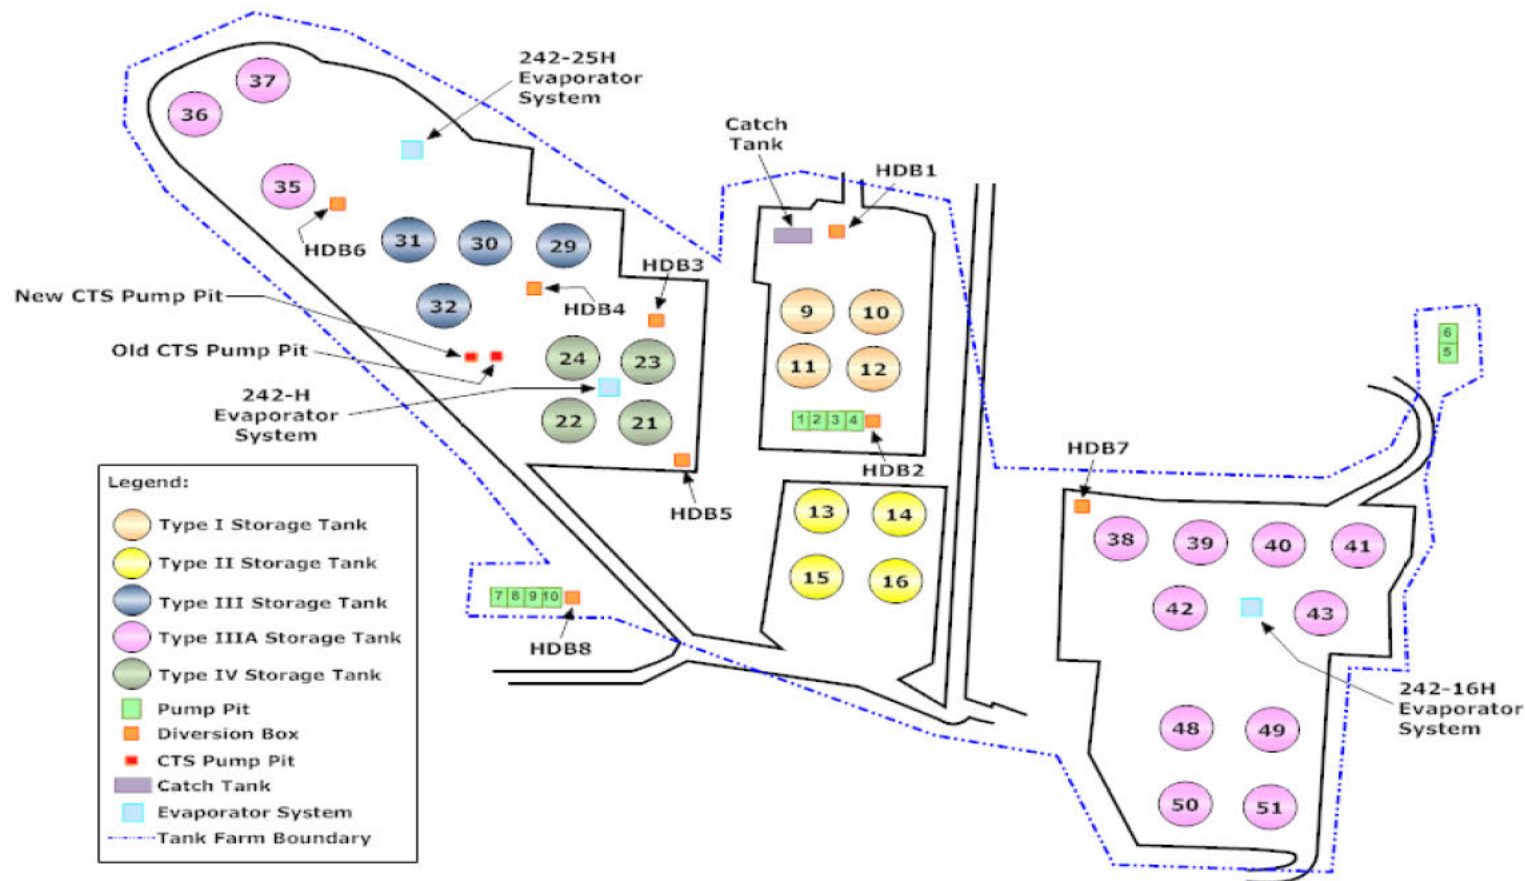 242-25H
Evaporator
System
37
36
Catch
Tank
HDB1
35
HDB6
31
30
29
HDB3
New CTS Pump Pit
32
HDB4
9
10
6
5
Old CTS Pump Pit
24
23
11
12
242-H
Evaporator
System
22
21
1 2 3 4
HDB2
HDB7
HDB5
13
14
38
39
40
41
15
16
42
43
7 8 9 10
HDB8
242-16H
Evaporator
System
48
49
50
51
Legend:
Type I Storage Tank
Type II Storage Tank
Type III Storage Tank
Type IIIA Storage Tank
Type IV Storage Tank
Pump Pit
Diversion Box
CTS Pump Pit
Catch Tank
Evaporator System
Tank Farm Boundary